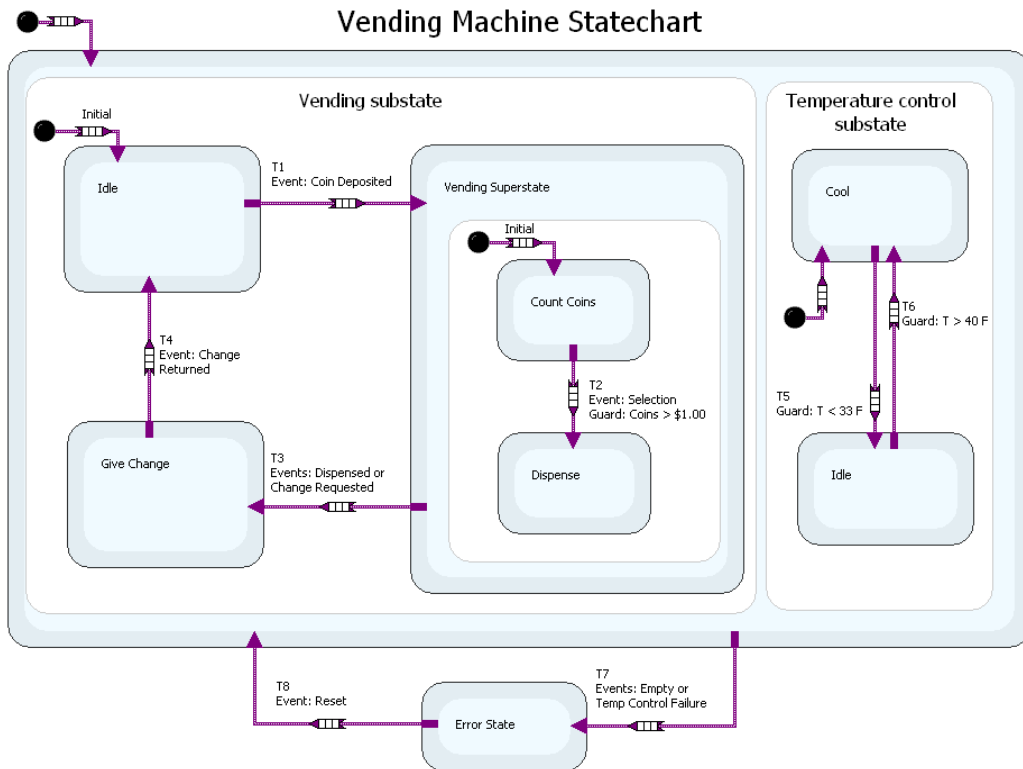 Vending Machine Statechart
Vending substate
Temperature control
substate
Initial
Idle
T1
Event: Coin Deposited
Vending Superstate
Initial
Count Coins
T2
Event: Selection
Guard: Coins > $1.00
Dispense
T3
Events: Dispensed or
Change Requested
Give Change
T4
Event: Change
Returned
Cool
T6
Guard: T > 40 F
T5
Guard: T < 33 F
Idle
T8
Event: Reset
Error State
T7
Events: Empty or
Temp Control Failure